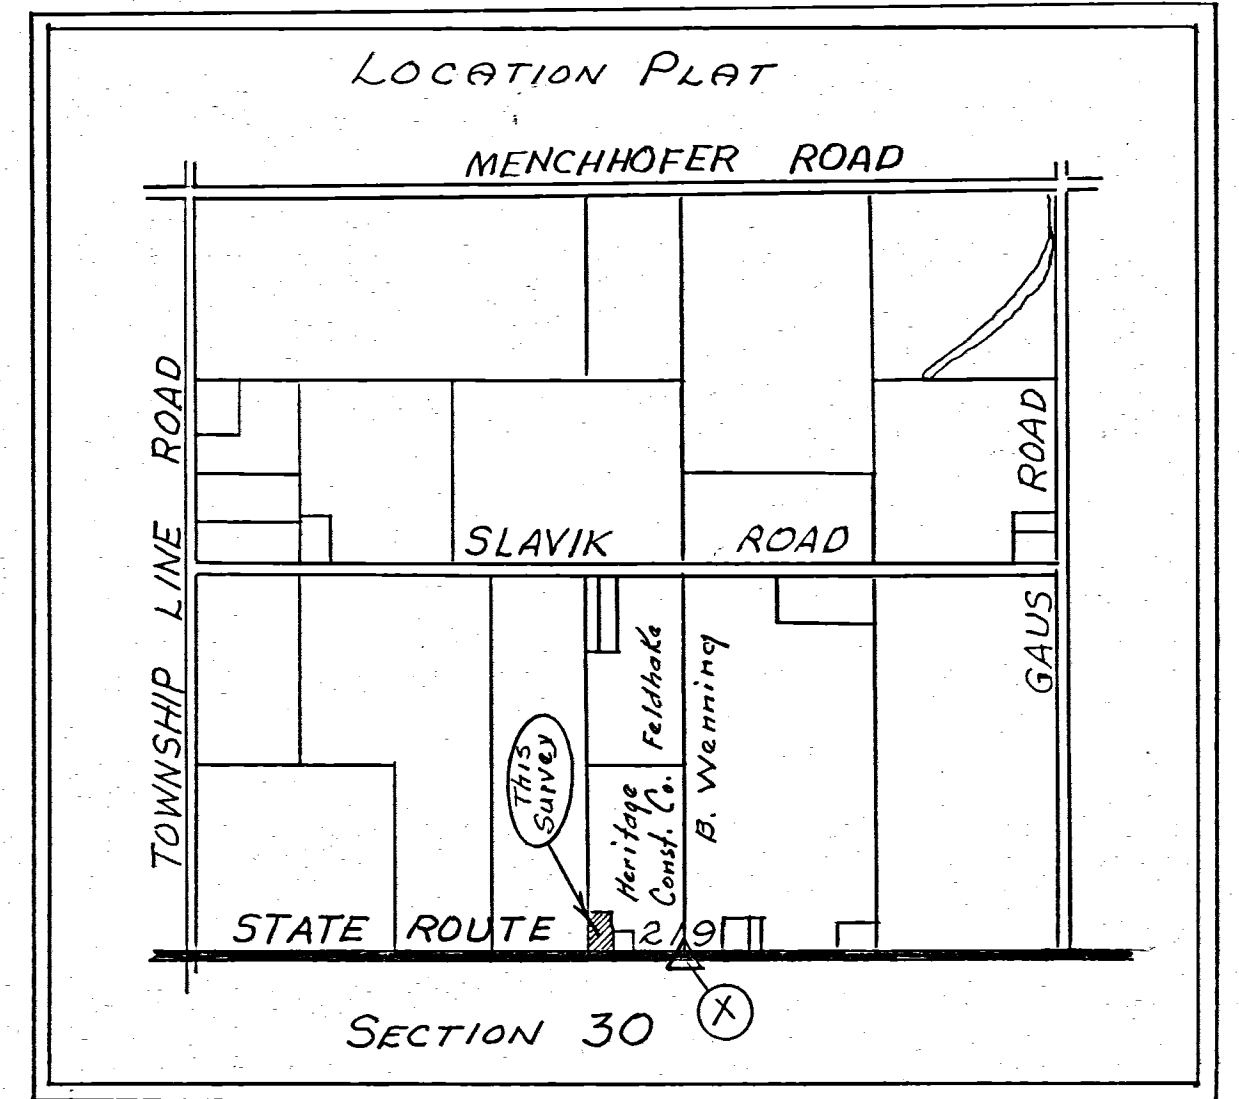 LOCATION PLAT
MENCHHOFER ROAD
TOWNSHIP LINE ROAD
SLAVIK ROAD
GAUS ROAD
Feldhake
B. Wenning
This
Survey
Heritage
Const. Co.
STATE ROUTE 219
X
SECTION 30